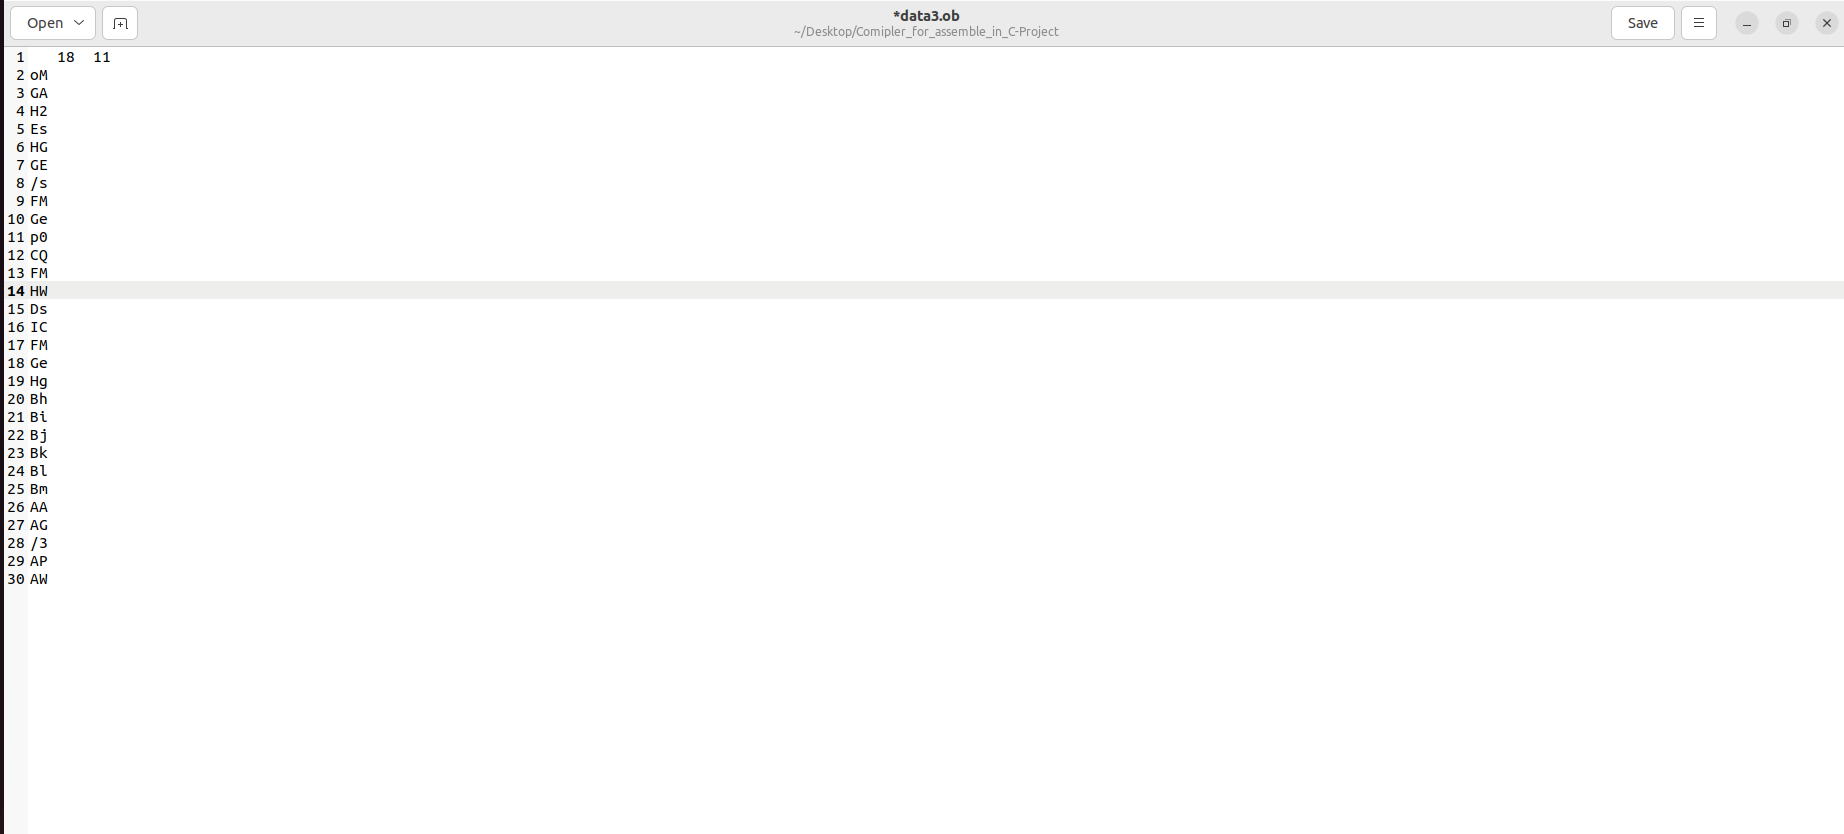 Open
*data3.ob
~/Desktop/Comipler_for_assemble_in_C-Project
Save
1 18 11
2 oM
3 GA
4 H2
5 Es
6 HG
7 GE
8 /s
9 FM
10 Ge
11 p0
12 CQ
13 FM
14 HW
15 Ds
16 IC
17 FM
18 Ge
19 Hg
20 Bh
21 Bi
22 Bj
23 Bk
24 Bl
25 Bm
26 AA
27 AG
28 /3
29 AP
30 AW